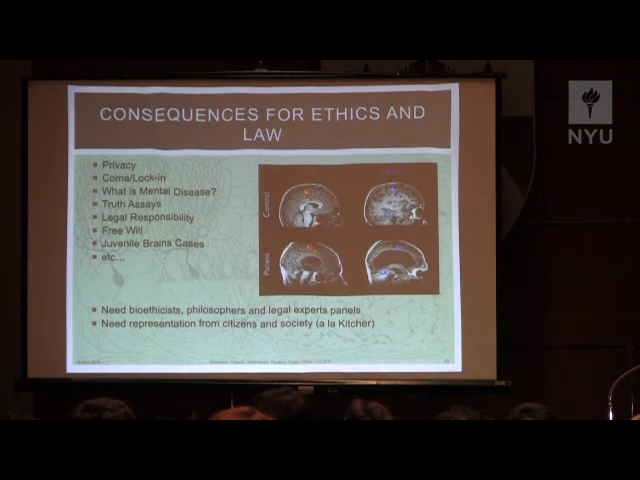 CONSEQUENCES FOR ETHICS AND
LAW
Privacy
Coma/Lock-in
What is Mental Disease?
Truth Assays
Legal Responsibility
Free Will
Juvenile Brains Cases
etc...
Control
Patient
Need bioethicists, philosophers and legal experts panels
Need representation from citizens and society (a la Kitcher)
NYU